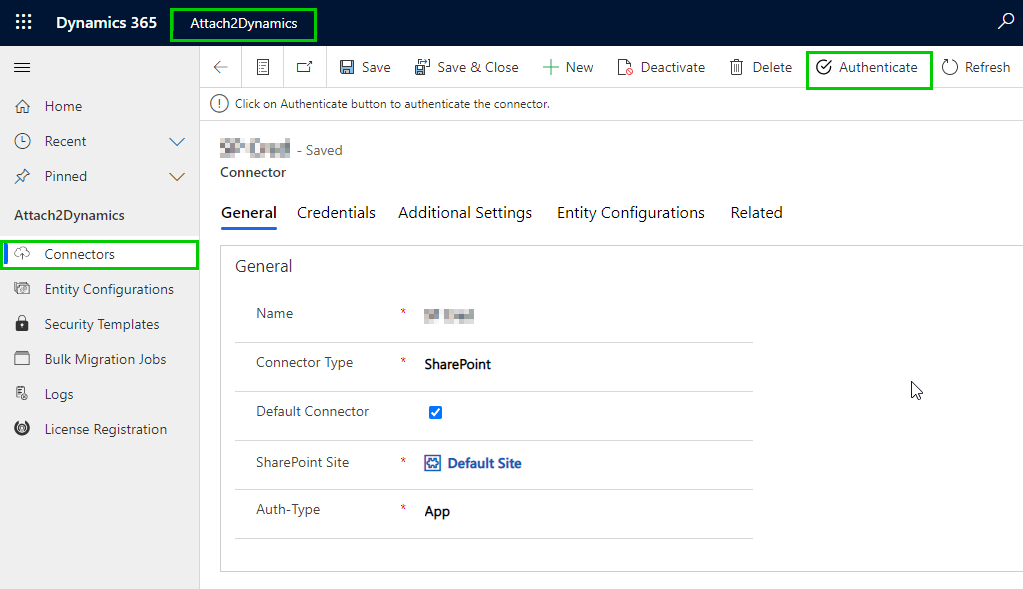 Dynamics 365 Attach2Dynamics
Save Save & Close New Deactivate Delete Authenticate Refresh
Click on Authenticate button to authenticate the connector.
Home
Recent
Pinned
Attach2Dynamics
Connectors
Entity Configurations
Security Templates
Bulk Migration Jobs
Logs
License Registration
- Saved
Connector
General Credentials Additional Settings Entity Configurations Related
General
Name *
Connector Type * SharePoint
Default Connector
SharePoint Site * Default Site
Auth-Type * App